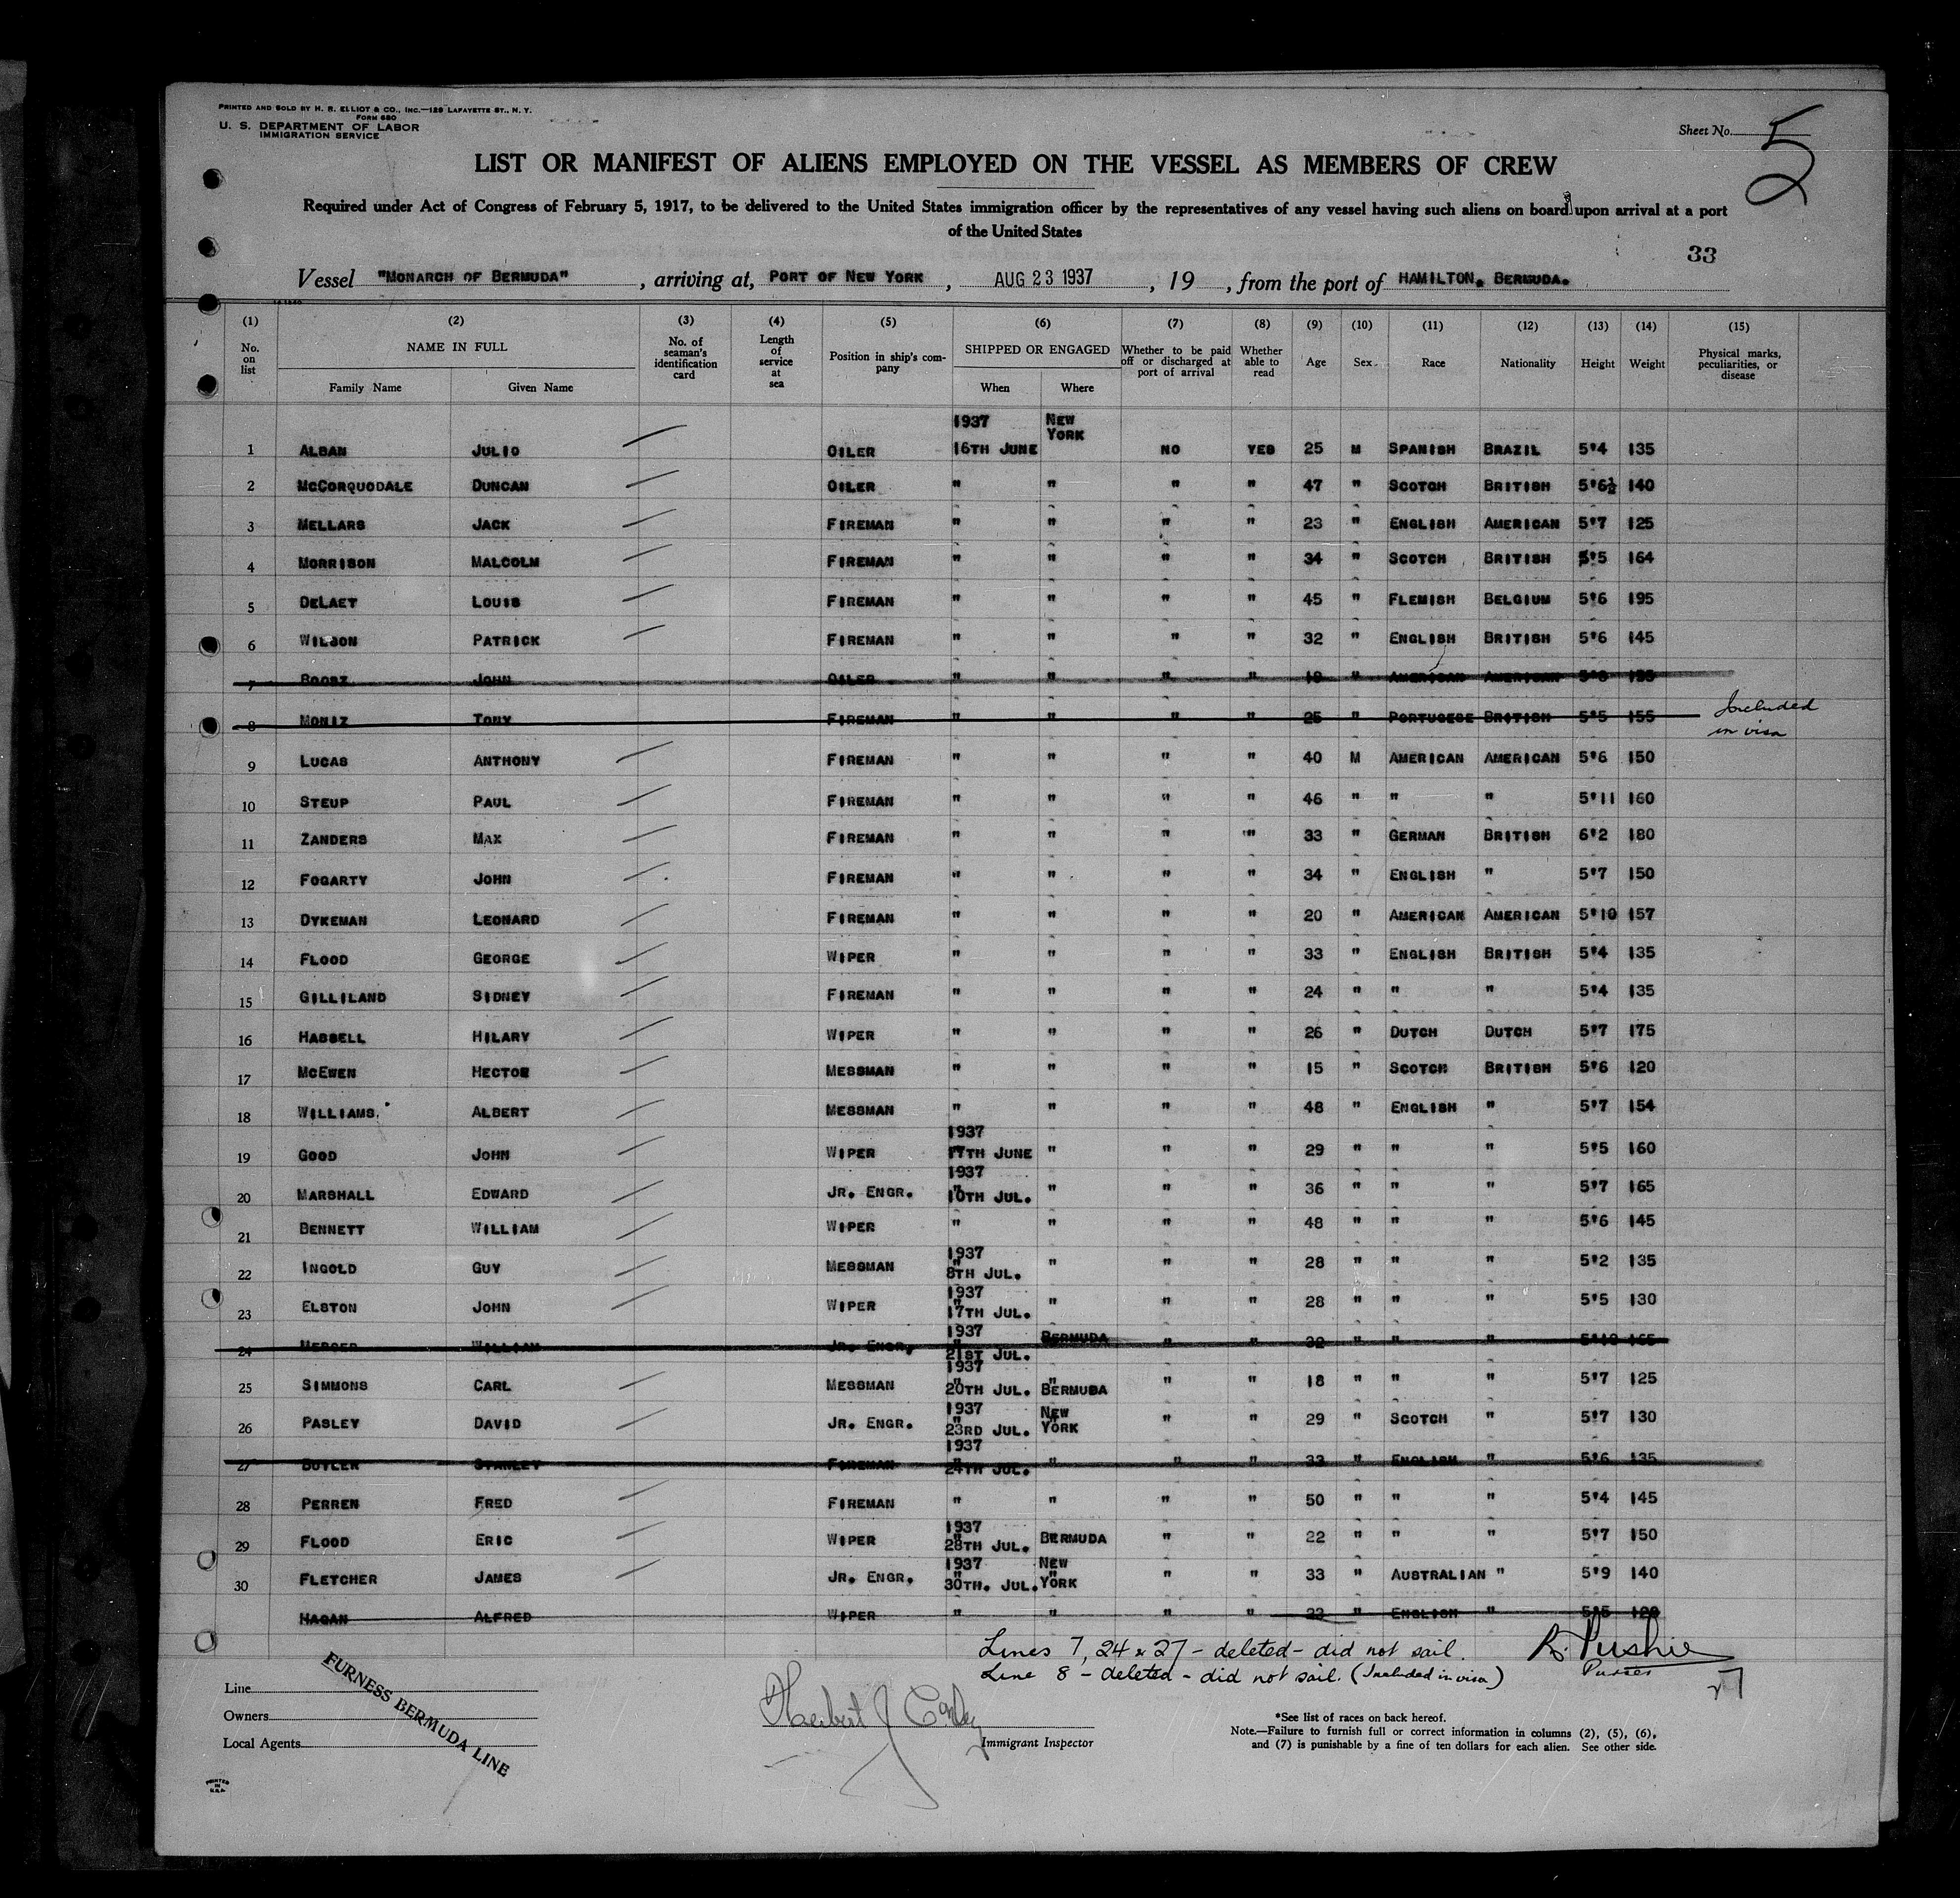 PRINTED AND SOLD BY H. R. ELLIOT & CO., INC.—129 LAFAYETTE ST., N. Y.
FORM 680
U. S. DEPARTMENT OF LABOR
IMMIGRATION SERVICE
Sheet No. 5
LIST OR MANIFEST OF ALIENS EMPLOYED ON THE VESSEL AS MEMBERS OF CREW
Required under Act of Congress of February 5, 1917, to be delivered to the United States immigration officer by the representatives of any vessel having such aliens on board upon arrival at a port
of the United States
33
Vessel "MONARCH OF BERMUDA" , arriving at, PORT OF NEW YORK , AUG 23 1937 , 19 , from the port of HAMILTON, BERMUDA.
(1) (2) (3) (4) (5) (6) (7) (8) (9) (10) (11) (12) (13) (14) (15)
No. on list NAME IN FULL Family Name Given Name No. of seaman's identification card Length of service at sea Position in ship's company SHIPPED OR ENGAGED When Where Whether to be paid off or discharged at port of arrival Whether able to read Age Sex Race Nationality Height Weight Physical marks, peculiarities, or disease
1937 NEW
1 ALBAN JULIO OILER 16TH JUNE YORK NO YES 25 M SPANISH BRAZIL 5'4 135
2 MCCORQUODALE DUNCAN OILER " " " " 47 " SCOTCH BRITISH 5'6½ 140
3 MELLARS JACK FIREMAN " " " " 23 " ENGLISH AMERICAN 5'7 125
4 MORRISON MALCOLM FIREMAN " " " " 34 " SCOTCH BRITISH 5'5 164
5 DELAET LOUIS FIREMAN " " " " 45 " FLEMISH BELGIUM 5'6 195
6 WILSON PATRICK FIREMAN " " " " 32 " ENGLISH BRITISH 5'6 145
7 JOHN OILER " " " " 19 " AMERICAN AMERICAN
8 MONIZ TONY FIREMAN " " " " 25 " PORTUGESE BRITISH 5'5 155 Included
in visa
9 LUCAS ANTHONY FIREMAN " " " " 40 M AMERICAN AMERICAN 5'6 150
10 STEUP PAUL FIREMAN " " " " 46 " " " 5'11 160
11 ZANDERS MAX FIREMAN " " " " 33 " GERMAN BRITISH 6'2 180
12 FOGARTY JOHN FIREMAN " " " " 34 " ENGLISH " 5'7 150
13 DYKEMAN LEONARD FIREMAN " " " " 20 " AMERICAN AMERICAN 5'10 157
14 FLOOD GEORGE WIPER " " " " 33 " ENGLISH BRITISH 5'4 135
15 GILLILAND SIDNEY FIREMAN " " " " 24 " " " 5'4 135
16 HASSELL HILARY WIPER " " " " 26 " DUTCH DUTCH 5'7 175
17 MCEWEN HECTOR MESSMAN " " " " 15 " SCOTCH BRITISH 5'6 120
18 WILLIAMS. ALBERT MESSMAN " " " " 48 " ENGLISH " 5'7 154
1937
19 GOOD JOHN WIPER 17TH JUNE " " " 29 " " " 5'5 160
1937
20 MARSHALL EDWARD JR. ENGR. 10TH JUL. " " " 36 " " " 5'7 165
21 BENNETT WILLIAM WIPER " " " " 48 " " " 5'6 145
1937
22 INGOLD GUY MESSMAN 8TH JUL. " " " 28 " " " 5'2 135
1937
23 ELSTON JOHN WIPER 17TH JUL. " " " 28 " " " 5'5 130
1937
24 MERCER WILLIAM JR. ENGR. 21ST JUL. BERMUDA " " 32 " " " 5'10 165
1937
25 SIMMONS CARL MESSMAN 20TH JUL. " BERMUDA " " 18 " " " 5'7 125
1937 NEW
26 PASLEY DAVID JR. ENGR. 23RD JUL. YORK " " 29 " SCOTCH " 5'7 130
1937
27 BUTLER STANLEY FIREMAN 24TH JUL. " " " 33 " ENGLISH " 5'6 135
28 PERREN FRED FIREMAN " " " " 50 " " " 5'4 145
1937
29 FLOOD ERIC WIPER 28TH JUL. BERMUDA " " 22 " " " 5'7 150
1937 NEW
30 FLETCHER JAMES JR. ENGR. 30TH. JUL. YORK " " 33 " AUSTRALIAN " 5'9 140
HAGAN ALFRED WIPER " " " " 22 " ENGLISH " 5'5 120
Lines 7, 24 & 27 - deleted - did not sail. R. Pushie
Line 8 - deleted - did not sail. (Included in visa) Purser
27
Line
Owners
Local Agents
FURNESS BERMUDA LINE
Immigrant Inspector
*See list of races on back hereof.
Note.—Failure to furnish full or correct information in columns (2), (5), (6),
and (7) is punishable by a fine of ten dollars for each alien. See other side.
PRINTED
IN
U.S.A.